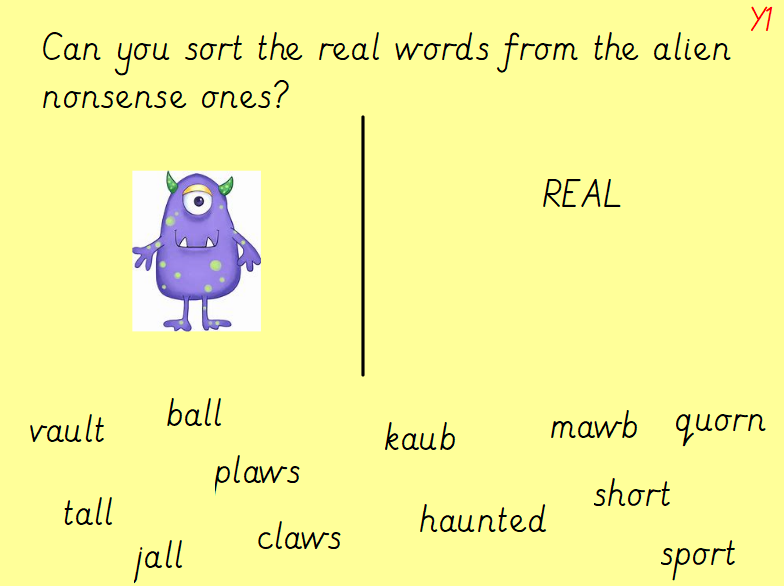 Y1
Can you sort the real words from the alien
nonsense ones?
REAL
vault
ball
kaub
mawb
quorn
plaws
short
tall
haunted
claws
jall
sport